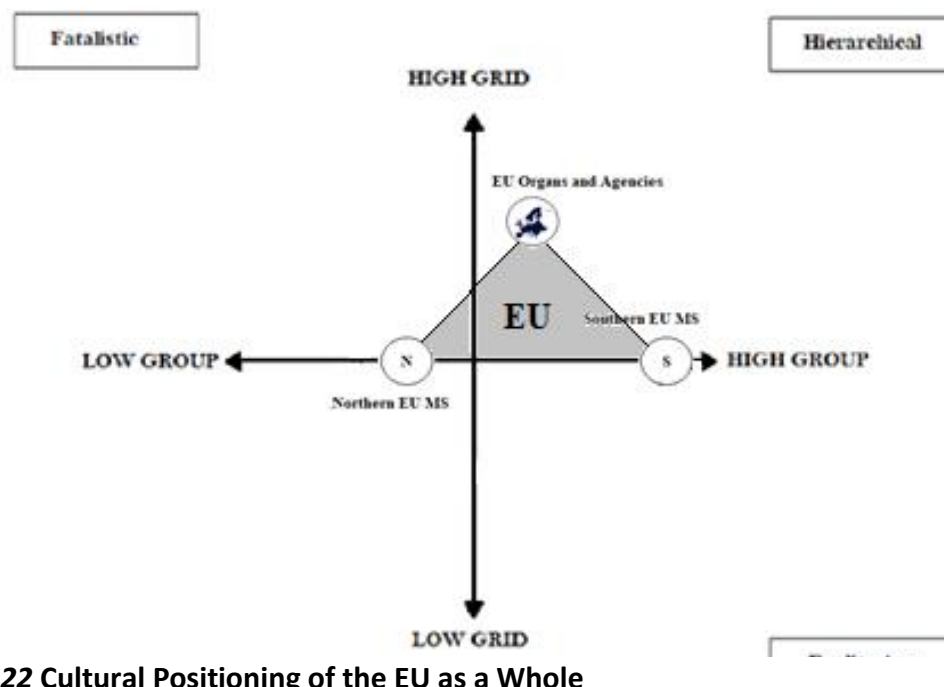 Fatalistic
Hierarchical
HIGH GRID
EU Organs and Agencies
EU
Southern EU MS
LOW GROUP
N
S
HIGH GROUP
Northern EU MS
LOW GRID
22 Cultural Positioning of the EU as a Whole